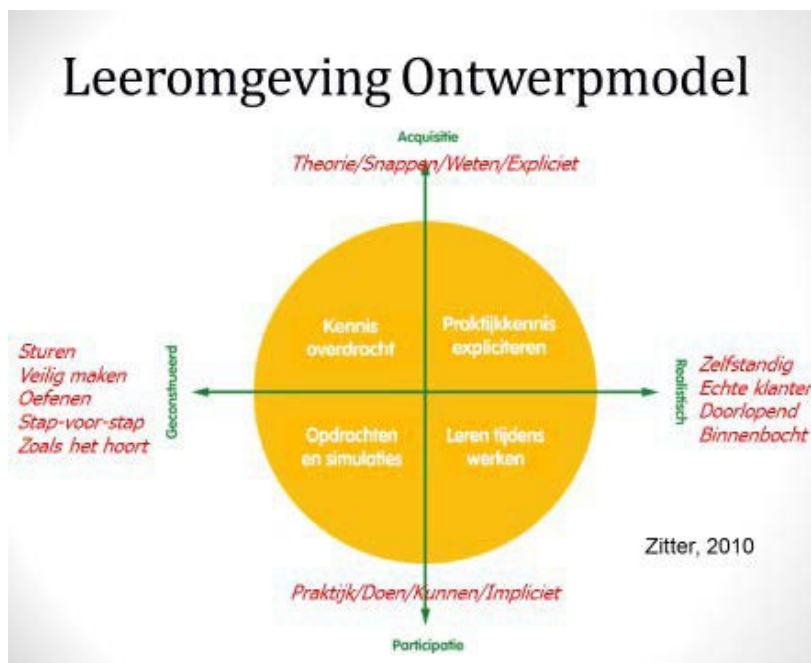 Leeromgeving Ontwerpmodel
Acquisitie
Theorie/Snappen/Weten/Expliciet
Kennis
overdracht
Praktijkkennis
expliciteren
Sturen
Veilig maken
Oefenen
Stap-voor-stap
Zoals het hoort
Geconstrueerd
Realistisch
Zelfstandig
Echte klanten
Doorlopend
Binnenbocht
Opdrachten
en simulaties
Leren tijdens
werken
Zitter, 2010
Praktijk/Doen/Kunnen/Impliciet
Participatie